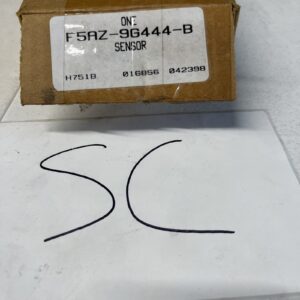 ONE
F5AZ-9G444-B
SENSOR
H751B 016856 042398
SC